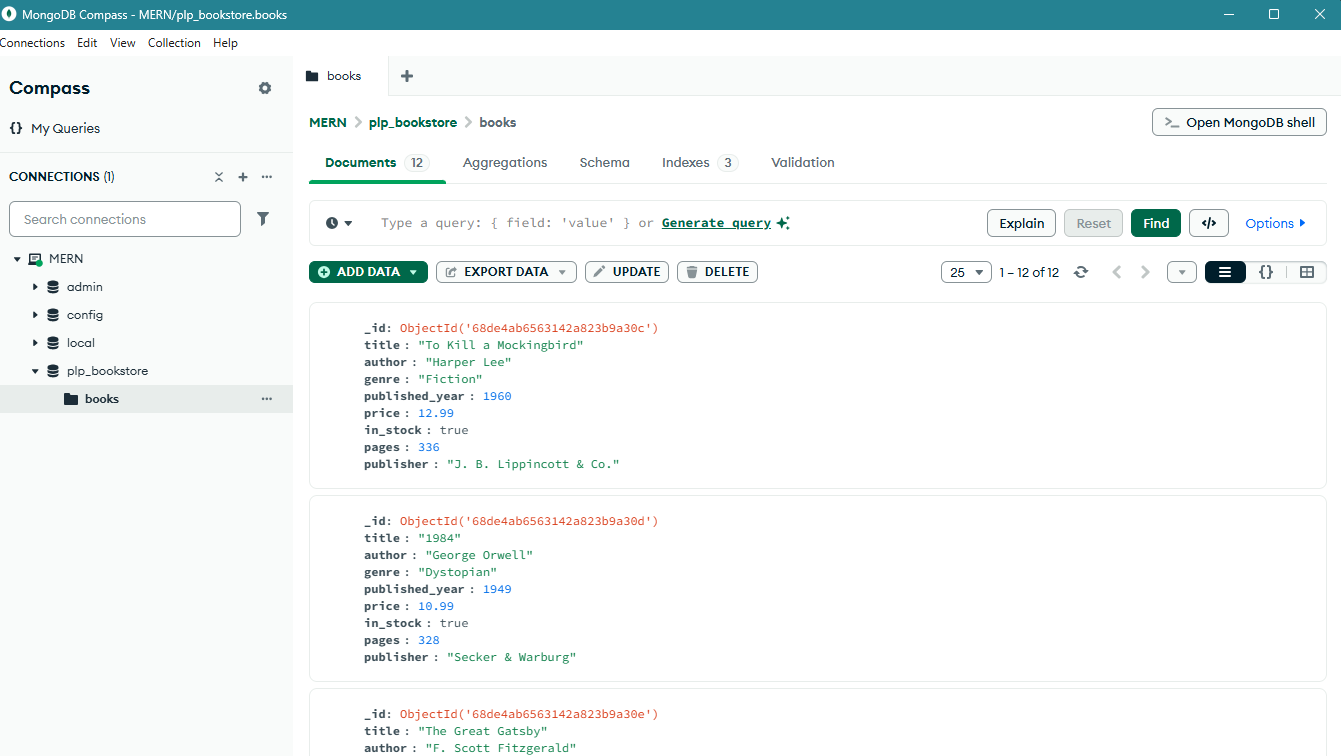 MongoDB Compass - MERN/plp_bookstore.books
Connections Edit View Collection Help
Compass
{} My Queries
CONNECTIONS (1)
Search connections
MERN
admin
config
local
plp_bookstore
books
books
MERN > plp_bookstore > books
>_ Open MongoDB shell
Documents 12 Aggregations Schema Indexes 3 Validation
Type a query: { field: 'value' } or Generate query
Explain Reset Find </> Options
ADD DATA EXPORT DATA UPDATE DELETE
25 1 – 12 of 12 {}
_id: ObjectId('68de4ab6563142a823b9a30c')
title : "To Kill a Mockingbird"
author : "Harper Lee"
genre : "Fiction"
published_year : 1960
price : 12.99
in_stock : true
pages : 336
publisher : "J. B. Lippincott & Co."
_id: ObjectId('68de4ab6563142a823b9a30d')
title : "1984"
author : "George Orwell"
genre : "Dystopian"
published_year : 1949
price : 10.99
in_stock : true
pages : 328
publisher : "Secker & Warburg"
_id: ObjectId('68de4ab6563142a823b9a30e')
title : "The Great Gatsby"
author : "F. Scott Fitzgerald"